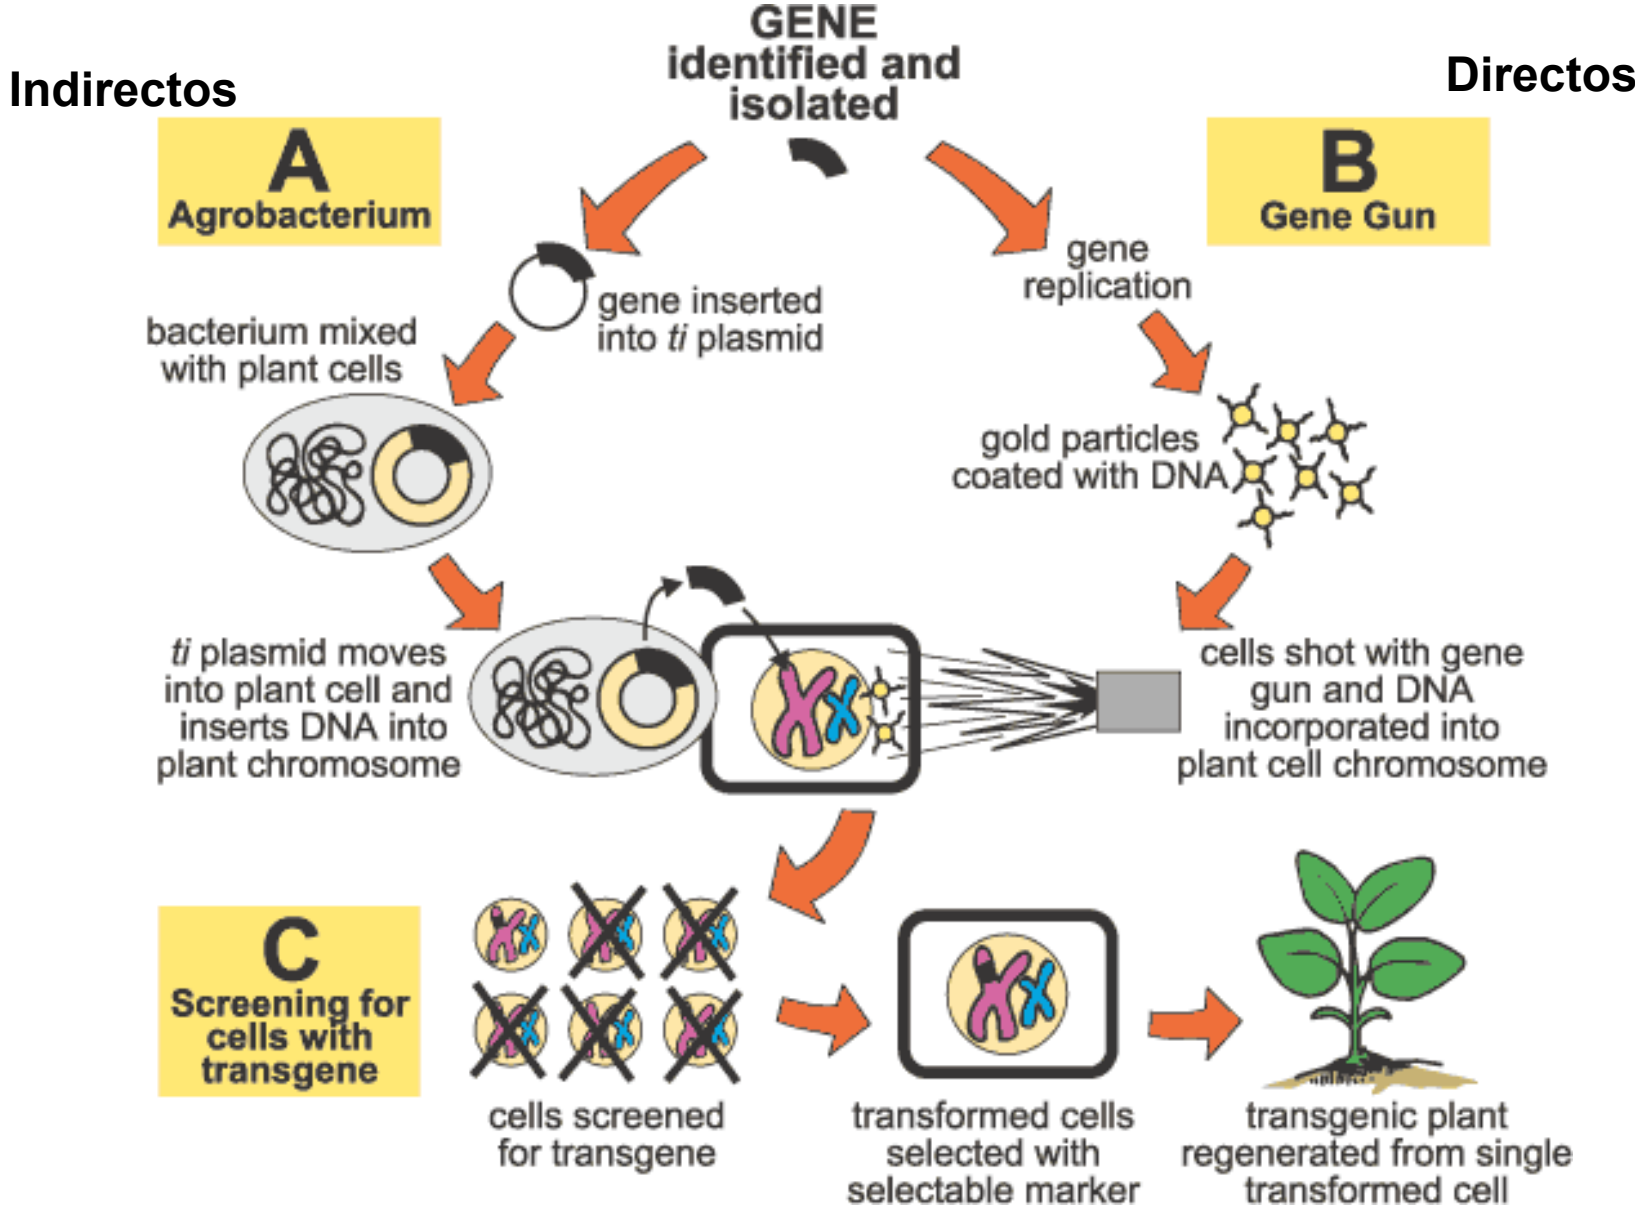 GENE
identified and
isolated
Indirectos
Directos
A
Agrobacterium
B
Gene Gun
gene inserted
into ti plasmid
gene
replication
bacterium mixed
with plant cells
gold particles
coated with DNA
ti plasmid moves
into plant cell and
inserts DNA into
plant chromosome
cells shot with gene
gun and DNA
incorporated into
plant cell chromosome
C
Screening for
cells with
transgene
cells screened
for transgene
transformed cells
selected with
selectable marker
transgenic plant
regenerated from single
transformed cell